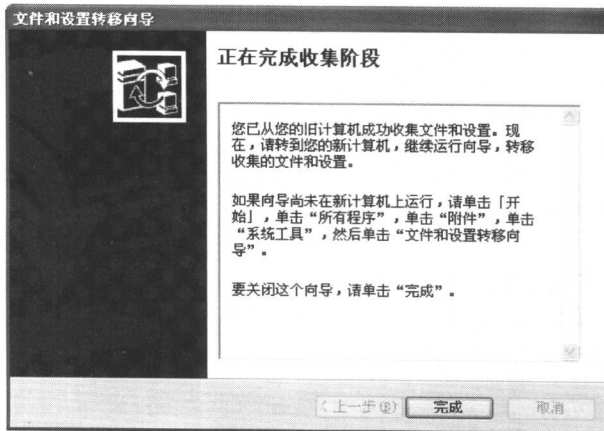 文件和设置转移向导
正在完成收集阶段
您已从您的旧计算机成功收集文件和设置。现
在，请转到您的新计算机，继续运行向导，转移
收集的文件和设置。
如果向导尚未在新计算机上运行，请单击「开
始」，单击“所有程序”，单击“附件”，单击
“系统工具”，然后单击“文件和设置转移向
导”。
要关闭这个向导，请单击“完成”。
〈上一步(B) 完成 取消